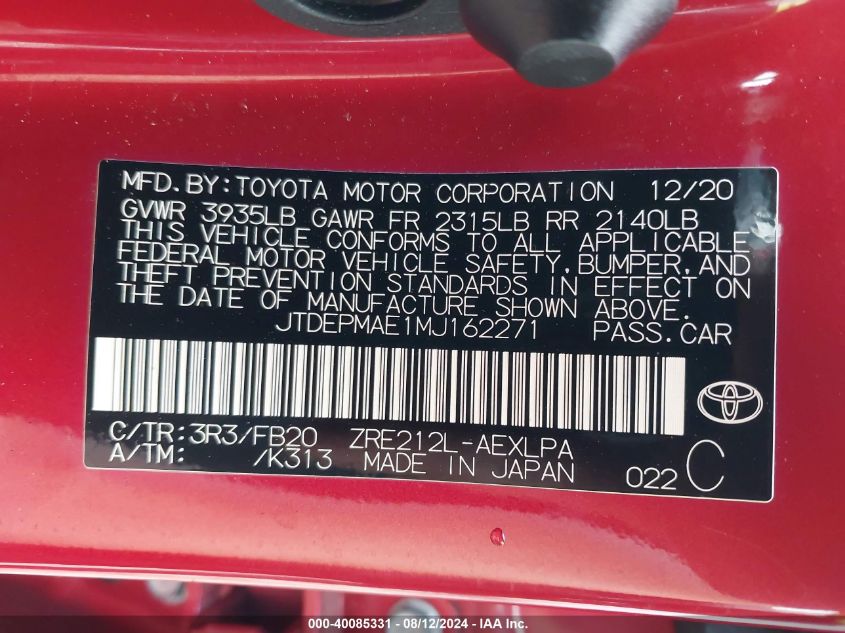 MFD.BY:TOYOTA MOTOR CORPORATION 12/20
GVWR 3935LB GAWR FR 2315LB RR 2140LB
THIS VEHICLE CONFORMS TO ALL APPLICABLE
FEDERAL MOTOR VEHICLE SAFETY,BUMPER,AND
THEFT PREVENTION STANDARDS IN EFFECT ON
THE DATE OF MANUFACTURE SHOWN ABOVE.
JTDEPMAE1MJ162271 PASS.CAR
C/TR:3R3/FB20 ZRE212L-AEXLPA
A/TM: /K313 MADE IN JAPAN 022 C
000-40085331 - 08/12/2024 - IAA Inc.